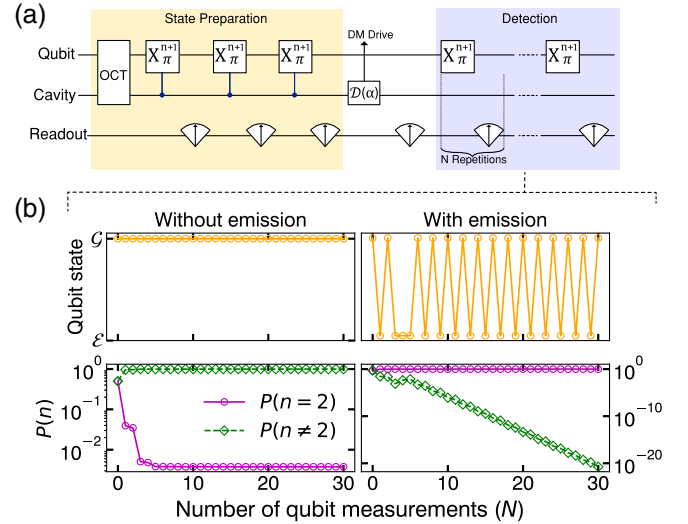 (a)
State Preparation
Detection
Qubit
Cavity
Readout
OCT
X^{n+1}_π
X^{n+1}_π
X^{n+1}_π
DM Drive
𝒟(α)
X^{n+1}_π
X^{n+1}_π
N Repetitions
(b)
Without emission
With emission
Qubit state
𝒢
ℰ
P(n)
10^0
10^{-1}
10^{-2}
P(n = 2)
P(n ≠ 2)
10^0
10^{-10}
10^{-20}
0 10 20 30
0 10 20 30
Number of qubit measurements (N)